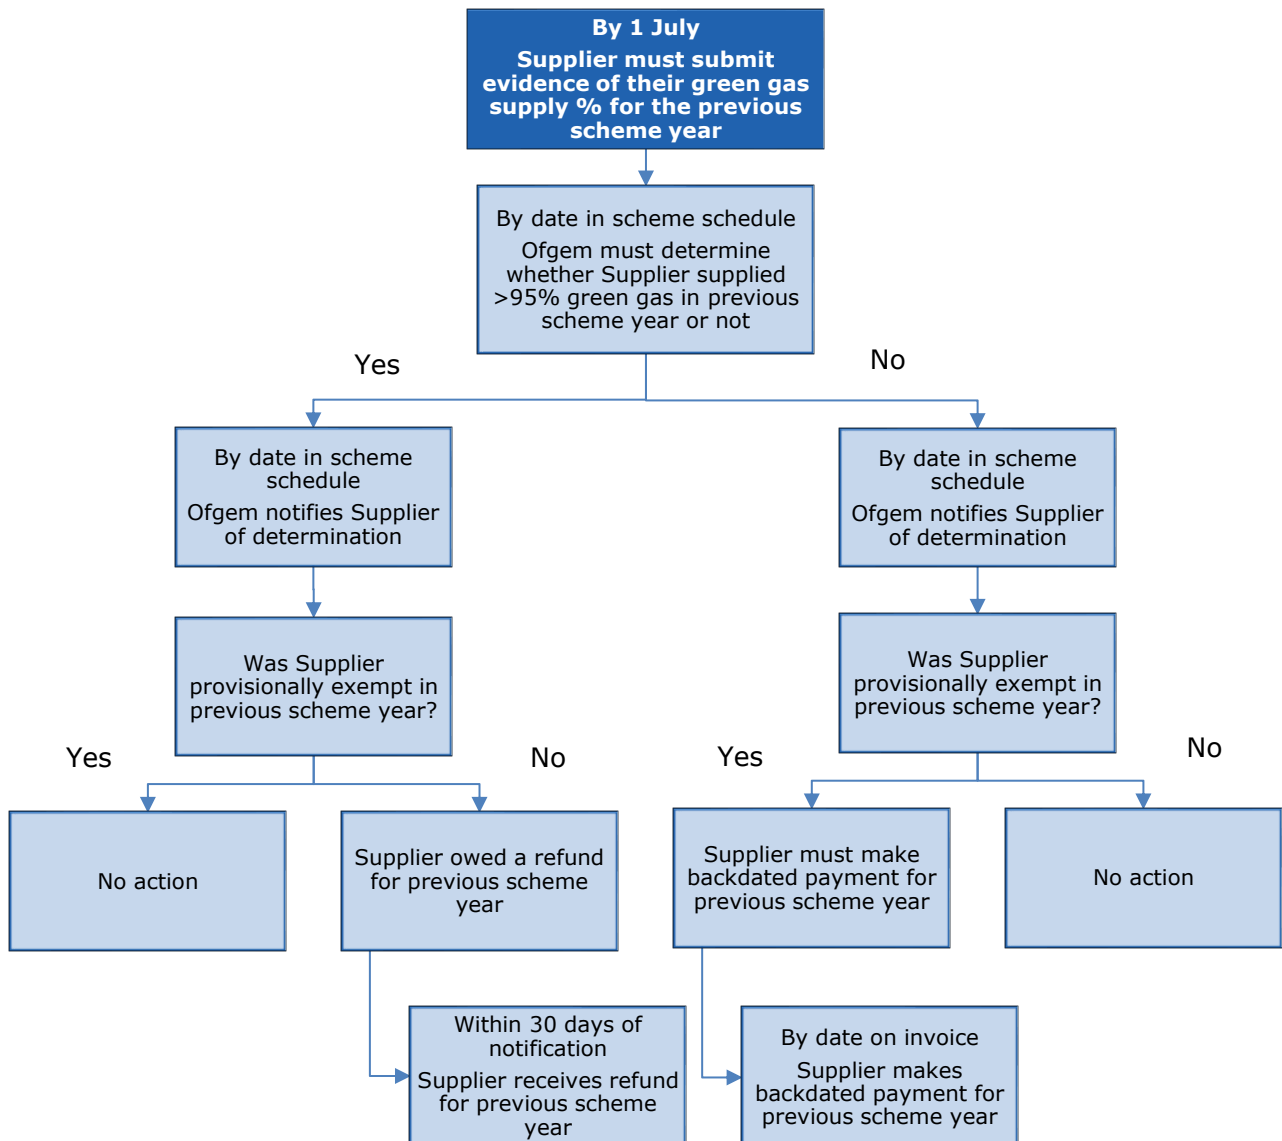 By 1 July
Supplier must submit
evidence of their green gas
supply % for the previous
scheme year
By date in scheme schedule
Ofgem must determine
whether Supplier supplied
>95% green gas in previous
scheme year or not
Yes
No
By date in scheme
schedule
Ofgem notifies Supplier
of determination
By date in scheme
schedule
Ofgem notifies Supplier
of determination
Was Supplier
provisionally exempt in
previous scheme year?
Was Supplier
provisionally exempt in
previous scheme year?
Yes
No
Yes
No
No action
Supplier owed a refund
for previous scheme
year
Supplier must make
backdated payment for
previous scheme year
No action
Within 30 days of
notification
Supplier receives refund
for previous scheme
year
By date on invoice
Supplier makes
backdated payment for
previous scheme year